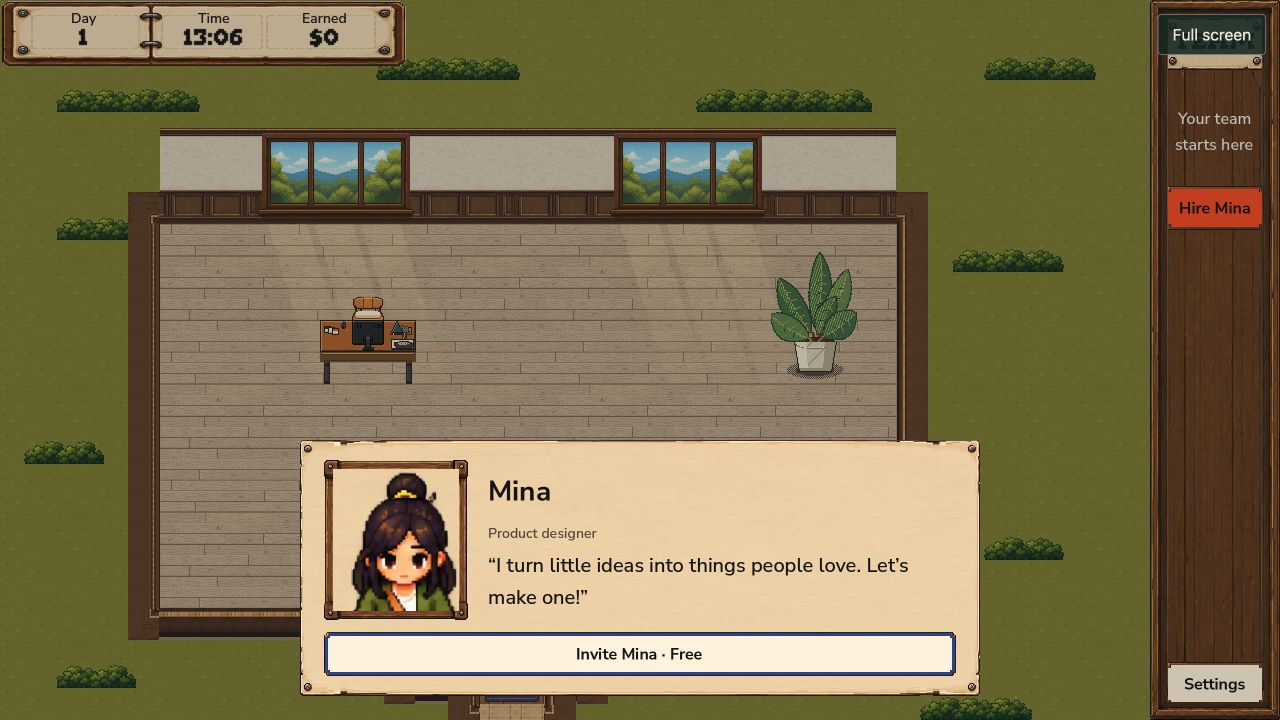 Day
1
Time
13:06
Earned
$0
Full screen
Your team
starts here
Hire Mina
Mina
Product designer
“I turn little ideas into things people love. Let’s
make one!”
Invite Mina · Free
Settings